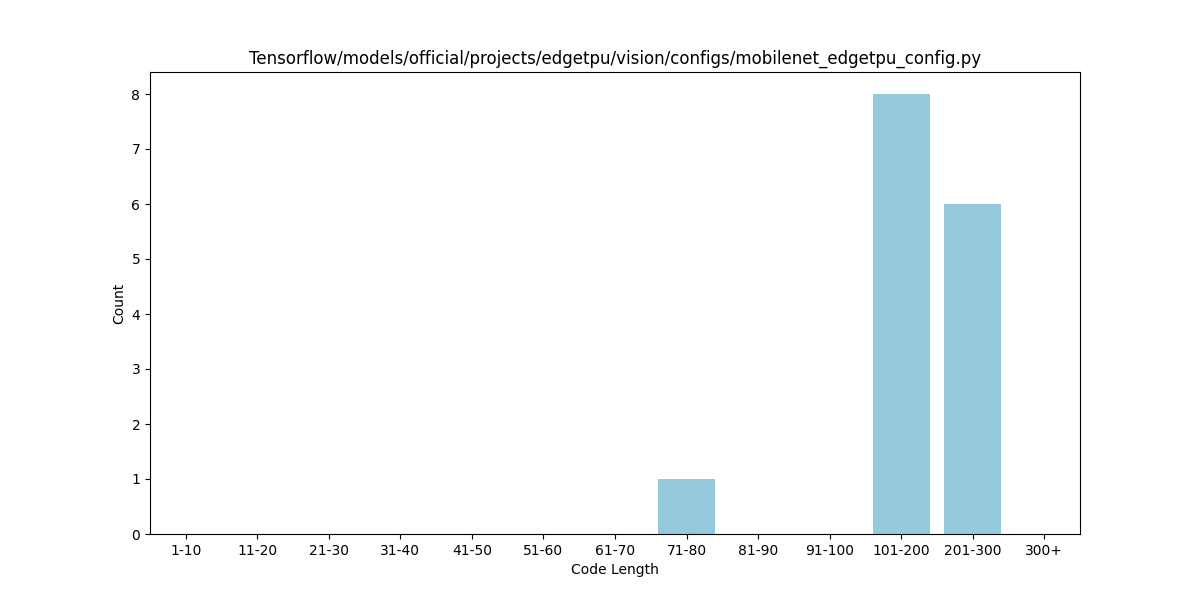 Tensorflow/models/official/projects/edgetpu/vision/configs/mobilenet_edgetpu_config.py
Count
8
7
6
5
4
3
2
1
0
1-10 11-20 21-30 31-40 41-50 51-60 61-70 71-80 81-90 91-100 101-200 201-300 300+
Code Length